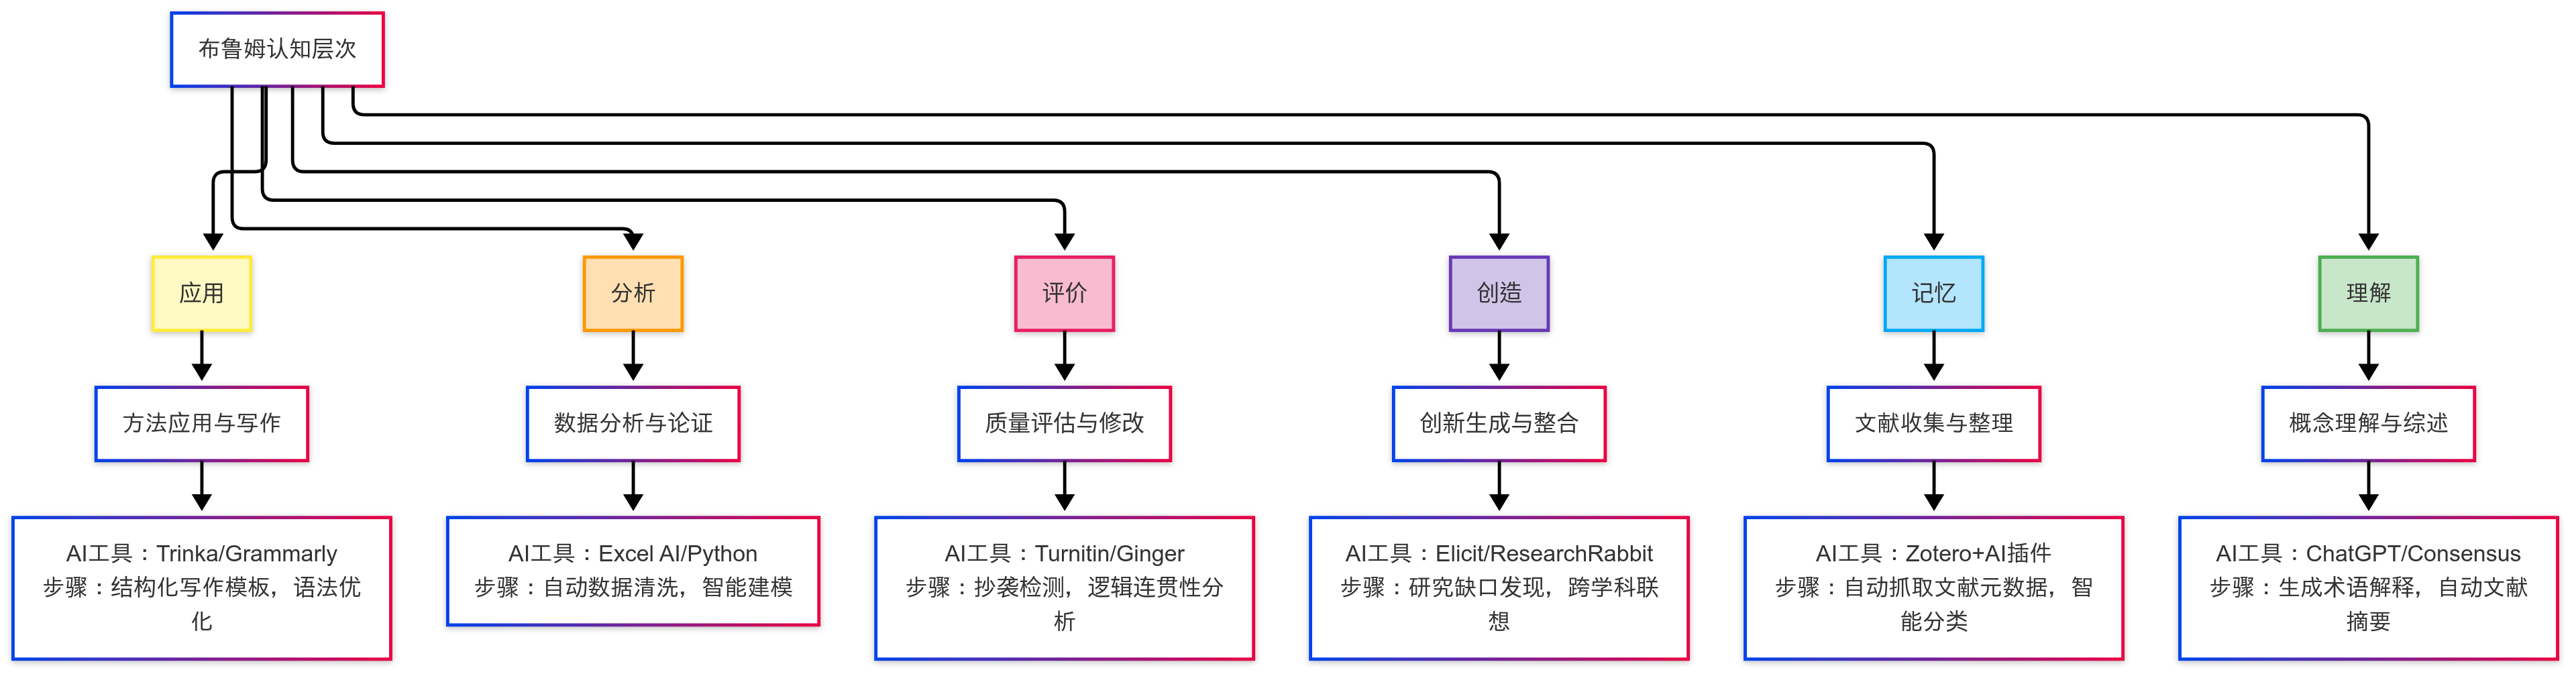 布鲁姆认知层次
应用
分析
评价
创造
记忆
理解
方法应用与写作
数据分析与论证
质量评估与修改
创新生成与整合
文献收集与整理
概念理解与综述
AI工具：Trinka/Grammarly
步骤：结构化写作模板，语法优
化
AI工具：Excel AI/Python
步骤：自动数据清洗，智能建模
AI工具：Turnitin/Ginger
步骤：抄袭检测，逻辑连贯性分
析
AI工具：Elicit/ResearchRabbit
步骤：研究缺口发现，跨学科联
想
AI工具：Zotero+AI插件
步骤：自动抓取文献元数据，智
能分类
AI工具：ChatGPT/Consensus
步骤：生成术语解释，自动文献
摘要